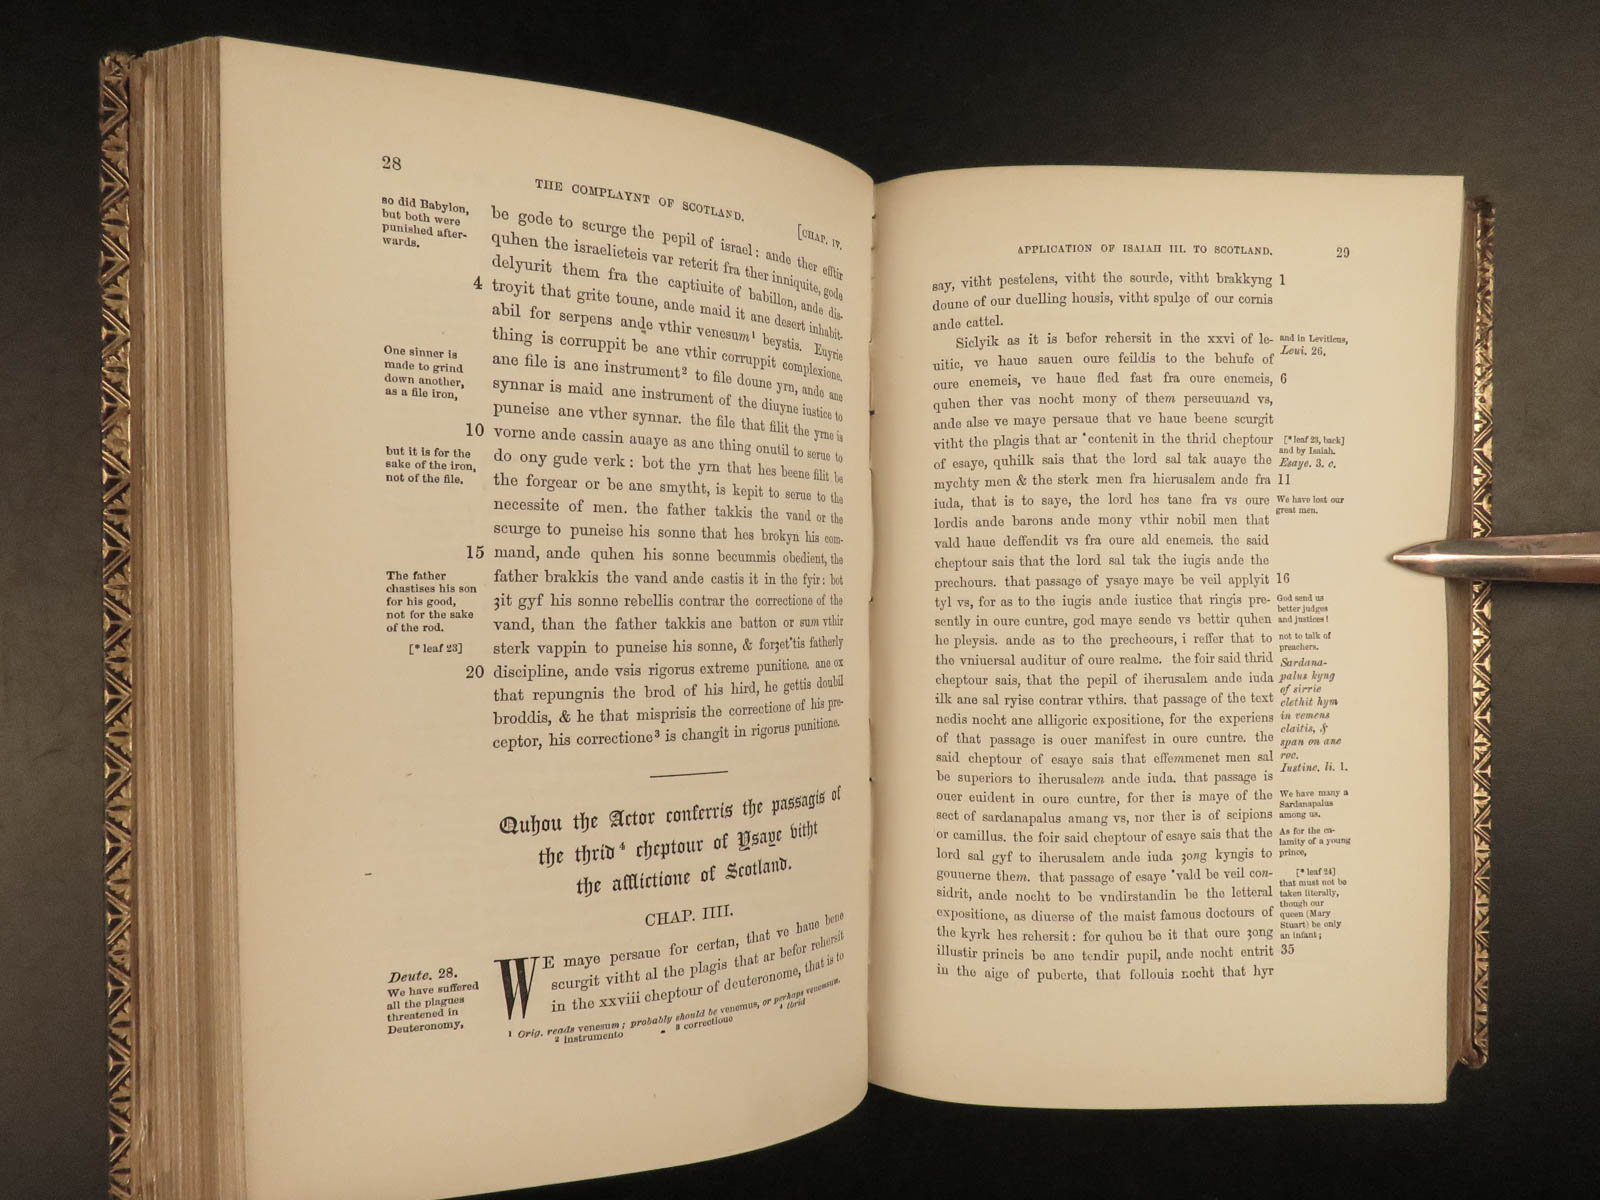 28
THE COMPLAYNT OF SCOTLAND.
[CHAP. IV.
so did Babylon,
but both were
punished after-
wards.
be gode to scurge the pepil of israel: ande ther efftir
quhen the israelieteis var reterit fra ther inniquite, gode
delyurit them fra the captiuite of babillon, ande dis-
4 troyit that grite toune, ande maid it ane desert inhabit-
abil for serpens ande vthir venesum¹ beystis. Euyrie
thing is corruppit be ane vthir corruppit complexione.
One sinner is
made to grind
down another,
as a file iron,
ane file is ane instrument² to file doune yrn, ande ane
synnar is maid ane instrument of the diuyne iustice to
puneise ane vther synnar. the file that filit the yrne is
10 vorne ande cassin auaye as ane thing onutil to serue to
but it is for the
sake of the iron,
not of the file.
do ony gude verk: bot the yrn that hes beene filit be
the forgear or be ane smytht, is kepit to serue to the
necessite of men. the father takkis the vand or the
scurge to puneise his sonne that hes brokyn his com-
15 mand, ande quhen his sonne becummis obedient, the
The father
chastises his son
for his good,
not for the sake
of the rod.
father brakkis the vand ande castis it in the fyir: bot
ȝit gyf his sonne rebellis contrar the correctione of the
vand, than the father takkis ane batton or sum vthir
[* leaf 23]
sterk vappin to puneise his sonne, & forȝet*tis fatherly
20 discipline, ande vsis rigorus extreme punitione. ane ox
that repungnis the brod of his hird, he gettis doubil
broddis, & he that misprisis the correctione of his pre-
ceptor, his correctione³ is changit in rigorus punitione.
Quhou the Actor conferris the passagis of
the thrid⁴ cheptour of Ysaye vitht
the afflictione of Scotland.
CHAP. IIII.
Deute. 28.
We have suffered
all the plagues
threatened in
Deuteronomy,
WE maye persaue for certan, that ve haue bene
scurgit vitht al the plagis that ar befor rehersit
in the xxviii cheptour of deuteronome, that is to
¹ Orig. reads venesum; probably should be venemus, or perhaps venemsum.
² instrumento ³ correctioue ⁴ tbrid
APPLICATION OF ISAIAH III. TO SCOTLAND. 29
say, vitht pestelens, vitht the sourde, vitht brakkyng 1
doune of our duelling housis, vitht spulȝe of our cornis
ande cattel.
Siclyik as it is befor rehersit in the xxvi of le-
and in Leviticus,
Leui. 26.
uitic, ve haue sauen oure feildis to the behufe of
oure enemeis, ve haue fled fast fra oure enemeis, 6
quhen ther vas nocht mony of them perseuuand vs,
ande alse ve maye persaue that ve haue beene scurgit
vitht the plagis that ar *contenit in the thrid cheptour
[* leaf 23, back]
and by Isaiah.
Esaye. 3. c.
of esaye, quhilk sais that the lord sal tak auaye the
mychty men & the sterk men fra hierusalem ande fra 11
iuda, that is to saye, the lord hes tane fra vs oure
We have lost our
great men.
lordis ande barons ande mony vthir nobil men that
vald haue deffendit vs fra oure ald enemeis. the said
cheptour sais that the lord sal tak the iugis ande the
prechours. that passage of ysaye maye be veil applyit 16
tyl vs, for as to the iugis ande iustice that ringis pre-
God send us
better judges
and justices!
sently in oure cuntre, god maye sende vs bettir quhen
he pleysis. ande as to the precheours, i reffer that to
not to talk of
preachers.
the vniuersal auditur of oure realme. the foir said thrid
Sardana-
palus kyng
of sirrie
clethit hym
in vemens
claitis, &
span on ane
roc.
Iustine. li. 1.
cheptour sais, that the pepil of iherusalem ande iuda
ilk ane sal ryise contrar vthirs. that passage of the text
nedis nocht ane alligoric expositione, for the experiens
of that passage is ouer manifest in oure cuntre. the
said cheptour of esaye sais that effemmenet men sal
be superiors to iherusalem ande iuda. that passage is
ouer euident in oure cuntre, for ther is maye of the
We have many a
Sardanapalus
among us.
sect of sardanapalus amang vs, nor ther is of scipions
or camillus. the foir said cheptour of esaye sais that the
As for the ca-
lamity of a young
prince,
lord sal gyf to iherusalem ande iuda ȝong kyngis to
gouuerne them. that passage of esaye *vald be veil con-
[* leaf 24]
that must not be
taken literally,
though our
queen (Mary
Stuart) be only
an infant;
sidrit, ande nocht to be vndirstandin be the letteral
expositione, as diuerse of the maist famous doctours of
the kyrk hes rehersit: for quhou be it that oure ȝong
illustir princis be ane tendir pupil, ande nocht entrit 35
in the aige of puberte, that follouis nocht that hyr